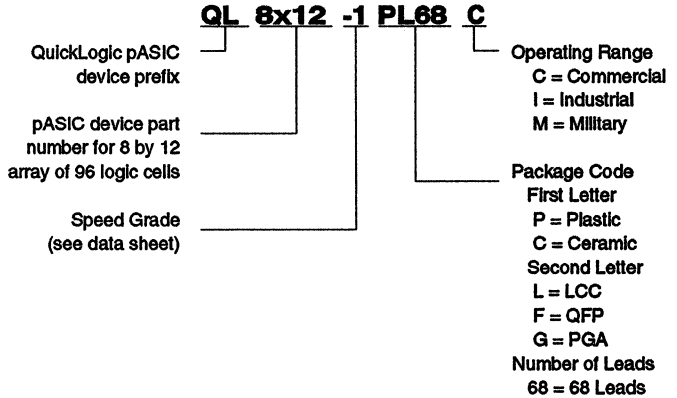 QL 8x12 -1 PL68 C
QuickLogic pASIC
device prefix
pASIC device part
number for 8 by 12
array of 96 logic cells
Speed Grade
(see data sheet)
Operating Range
C = Commercial
I = Industrial
M = Military
Package Code
First Letter
P = Plastic
C = Ceramic
Second Letter
L = LCC
F = QFP
G = PGA
Number of Leads
68 = 68 Leads